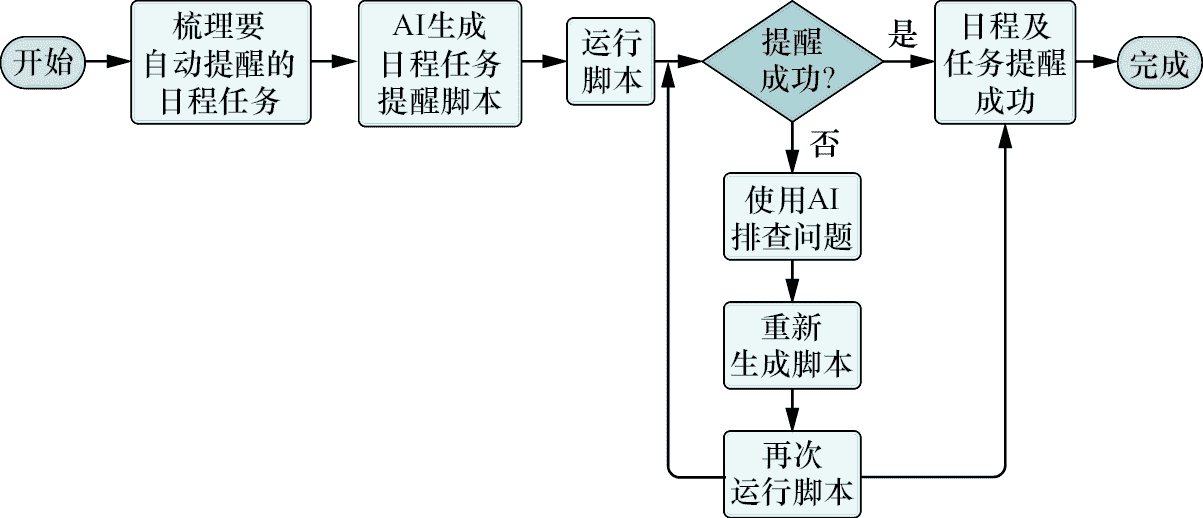 开始
梳理要
自动提醒的
日程任务
AI生成
日程任务
提醒脚本
运行
脚本
提醒
成功?
是
日程及
任务提醒
成功
完成
否
使用AI
排查问题
重新
生成脚本
再次
运行脚本